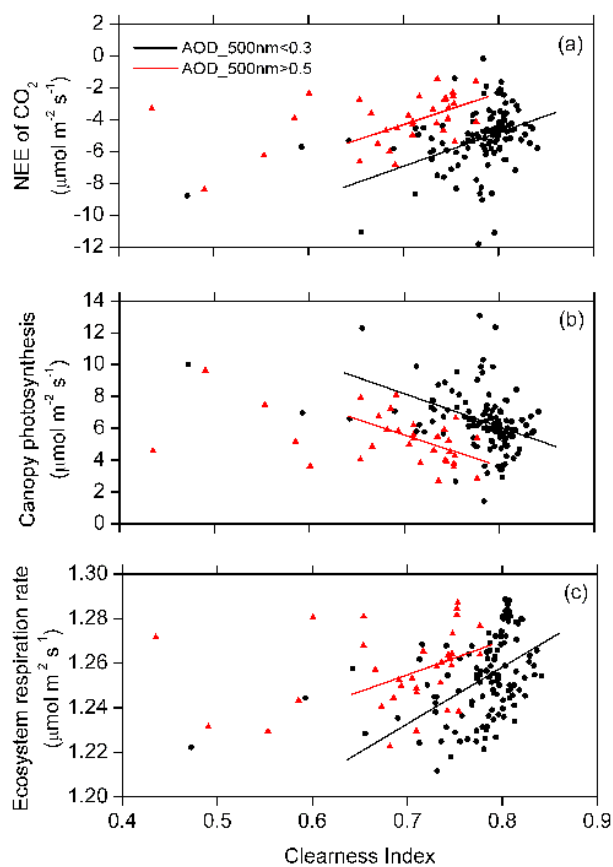 2
0
-2
-4
-6
-8
-10
-12
NEE of CO2
(μmol m-2 s-1)
AOD_500nm<0.3
AOD_500nm>0.5
(a)
14
12
10
8
6
4
2
0
Canopy photosynthesis
(μmol m-2 s-1)
(b)
1.30
1.28
1.26
1.24
1.22
1.20
Ecosystem respiration rate
(μmol m-2 s-1)
(c)
0.4 0.5 0.6 0.7 0.8 0.9
Clearness Index